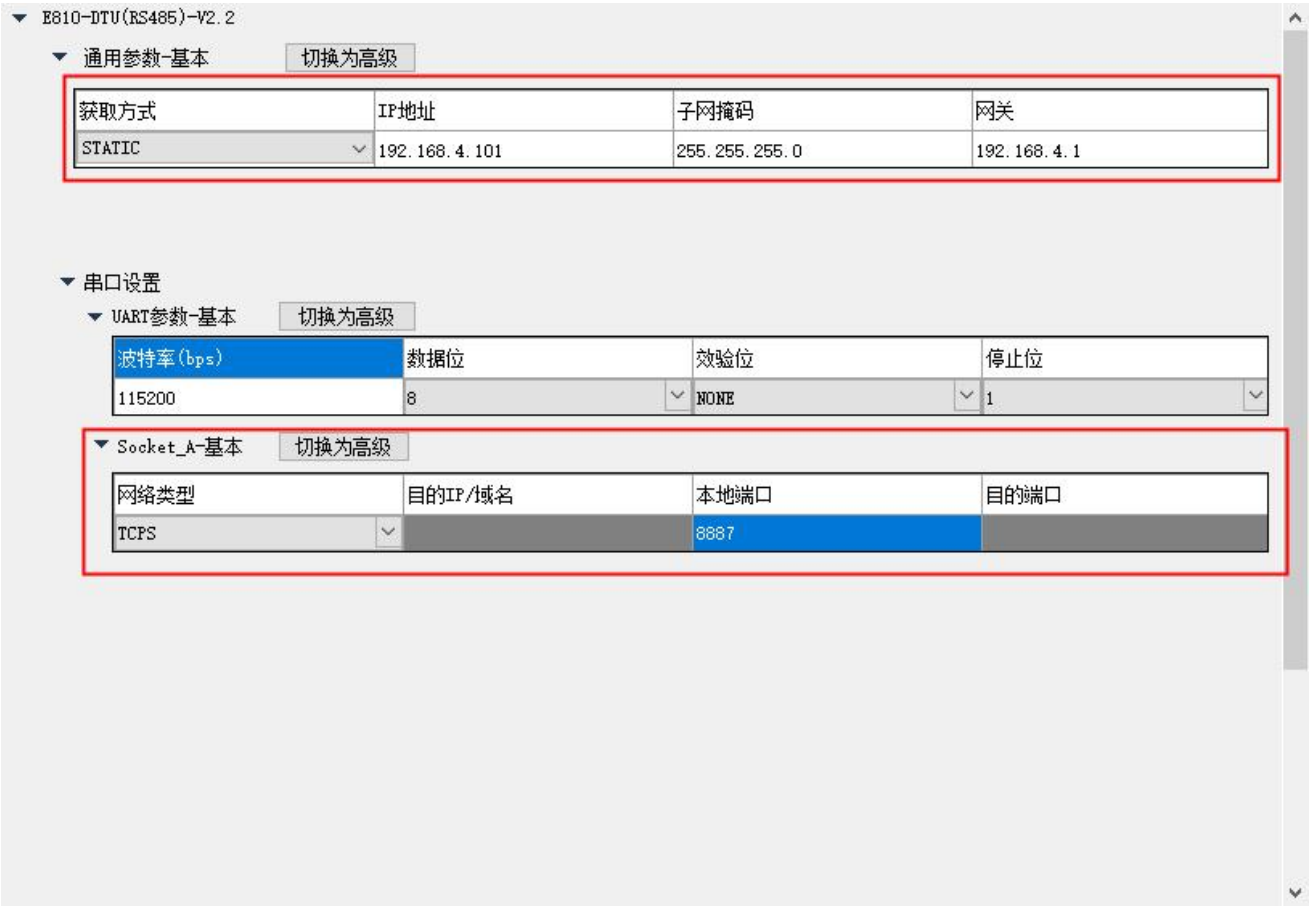 E810-DTU(RS485)-V2.2
通用参数-基本 切换为高级
获取方式 IP地址 子网掩码 网关
STATIC 192.168.4.101 255.255.255.0 192.168.4.1
串口设置
UART参数-基本 切换为高级
波特率(bps) 数据位 效验位 停止位
115200 8 NONE 1
Socket_A-基本 切换为高级
网络类型 目的IP/域名 本地端口 目的端口
TCPS 8887